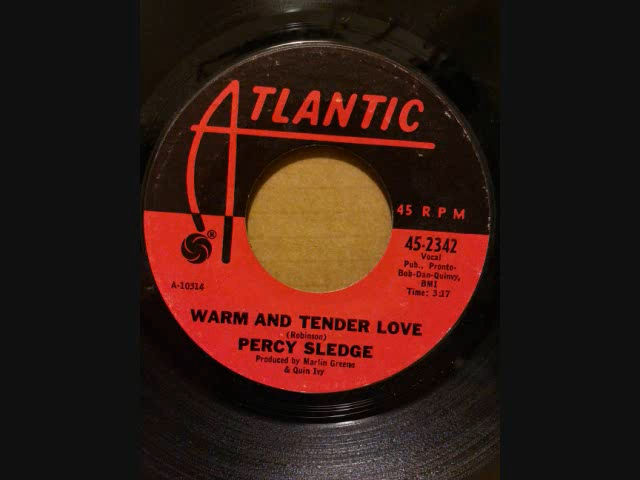 ATLANTIC
45 RPM
®
45-2342
Vocal
Pub., Pronto-
Bob-Dan-Quinvy,
BMI
Time: 3:17
A-10314
WARM AND TENDER LOVE
(Robinson)
PERCY SLEDGE
Produced by Marlin Greene
& Quin Ivy